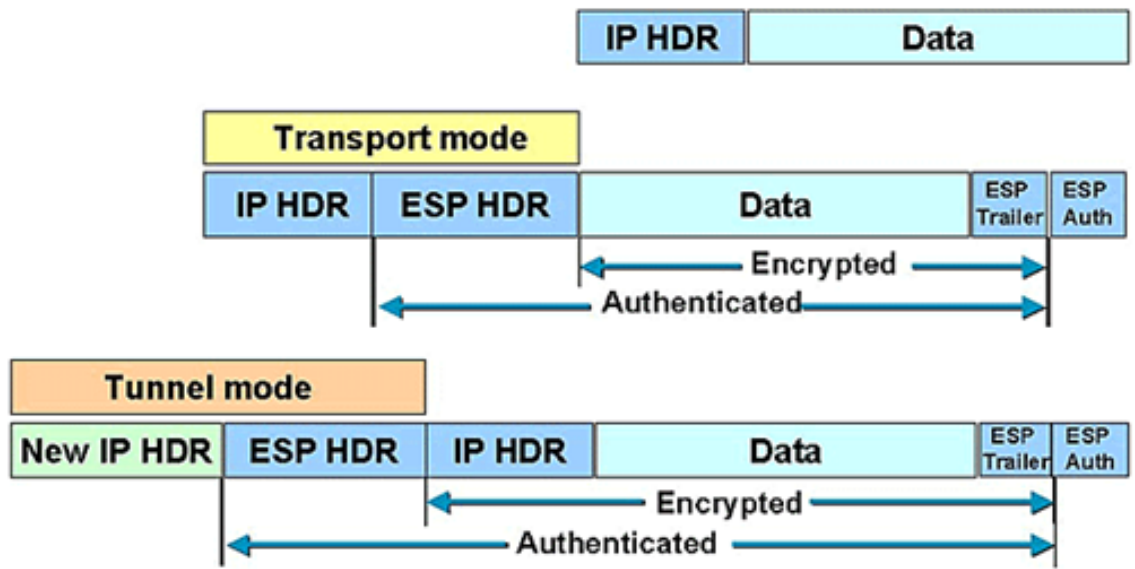 IP HDR Data
Transport mode
IP HDR ESP HDR Data ESP Trailer ESP Auth
Encrypted
Authenticated
Tunnel mode
New IP HDR ESP HDR IP HDR Data ESP Trailer ESP Auth
Encrypted
Authenticated